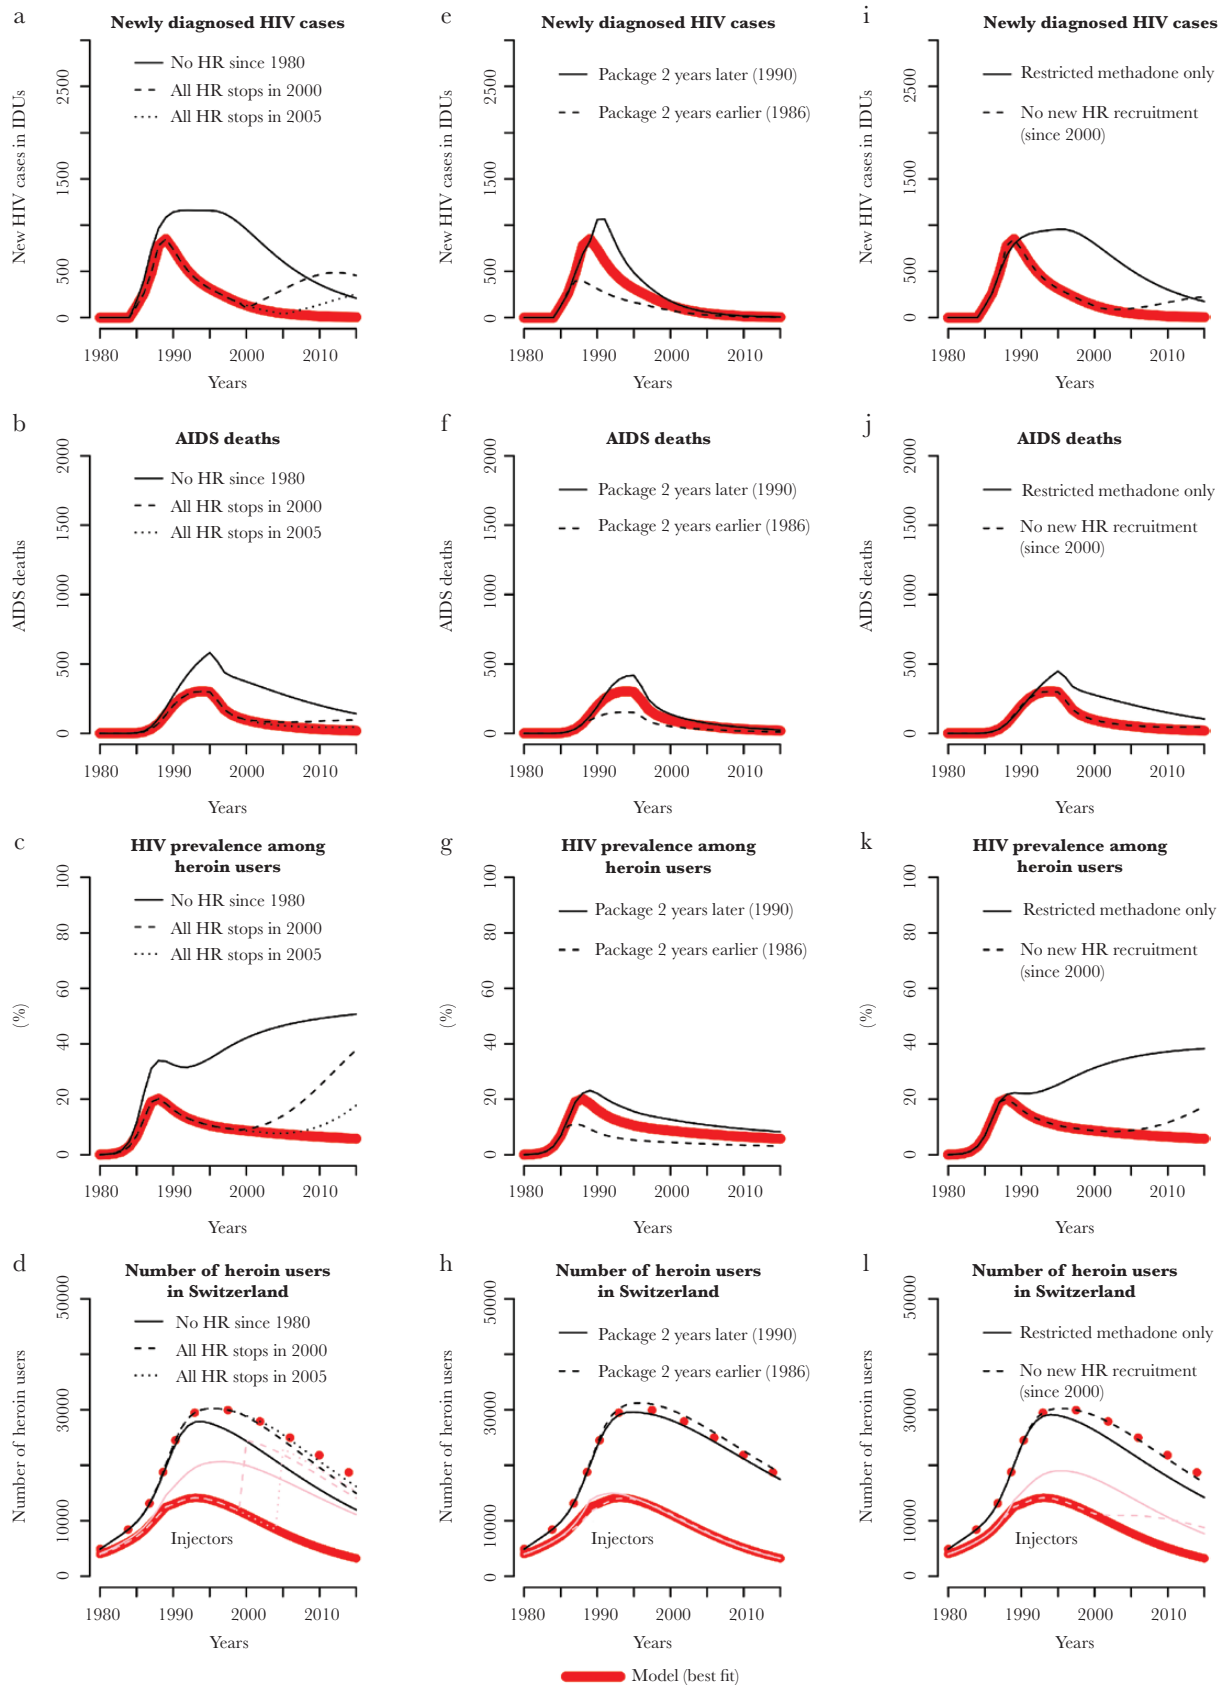 a
Newly diagnosed HIV cases
No HR since 1980
All HR stops in 2000
All HR stops in 2005
New HIV cases in IDUs
0
500
1500
2500
1980
1990
2000
2010
Years
e
Newly diagnosed HIV cases
Package 2 years later (1990)
Package 2 years earlier (1986)
New HIV cases in IDUs
0
500
1500
2500
1980
1990
2000
2010
Years
i
Newly diagnosed HIV cases
Restricted methadone only
No new HR recruitment
(since 2000)
New HIV cases in IDUs
0
500
1500
2500
1980
1990
2000
2010
Years
b
AIDS deaths
No HR since 1980
All HR stops in 2000
All HR stops in 2005
AIDS deaths
0
500
1000
1500
2000
1980
1990
2000
2010
Years
f
AIDS deaths
Package 2 years later (1990)
Package 2 years earlier (1986)
AIDS deaths
0
500
1000
1500
2000
1980
1990
2000
2010
Years
j
AIDS deaths
Restricted methadone only
No new HR recruitment
(since 2000)
AIDS deaths
0
500
1000
1500
2000
1980
1990
2000
2010
Years
c
HIV prevalence among
heroin users
No HR since 1980
All HR stops in 2000
All HR stops in 2005
(%)
0
20
40
60
80
100
1980
1990
2000
2010
Years
g
HIV prevalence among
heroin users
Package 2 years later (1990)
Package 2 years earlier (1986)
(%)
0
20
40
60
80
100
1980
1990
2000
2010
Years
k
HIV prevalence among
heroin users
Restricted methadone only
No new HR recruitment
(since 2000)
(%)
0
20
40
60
80
100
1980
1990
2000
2010
Years
d
Number of heroin users
in Switzerland
No HR since 1980
All HR stops in 2000
All HR stops in 2005
Number of heroin users
0
10000
30000
50000
Injectors
1980
1990
2000
2010
Years
h
Number of heroin users
in Switzerland
Package 2 years later (1990)
Package 2 years earlier (1986)
Number of heroin users
0
10000
30000
50000
Injectors
1980
1990
2000
2010
Years
l
Number of heroin users
in Switzerland
Restricted methadone only
No new HR recruitment
(since 2000)
Number of heroin users
0
10000
30000
50000
Injectors
1980
1990
2000
2010
Years
Model (best fit)